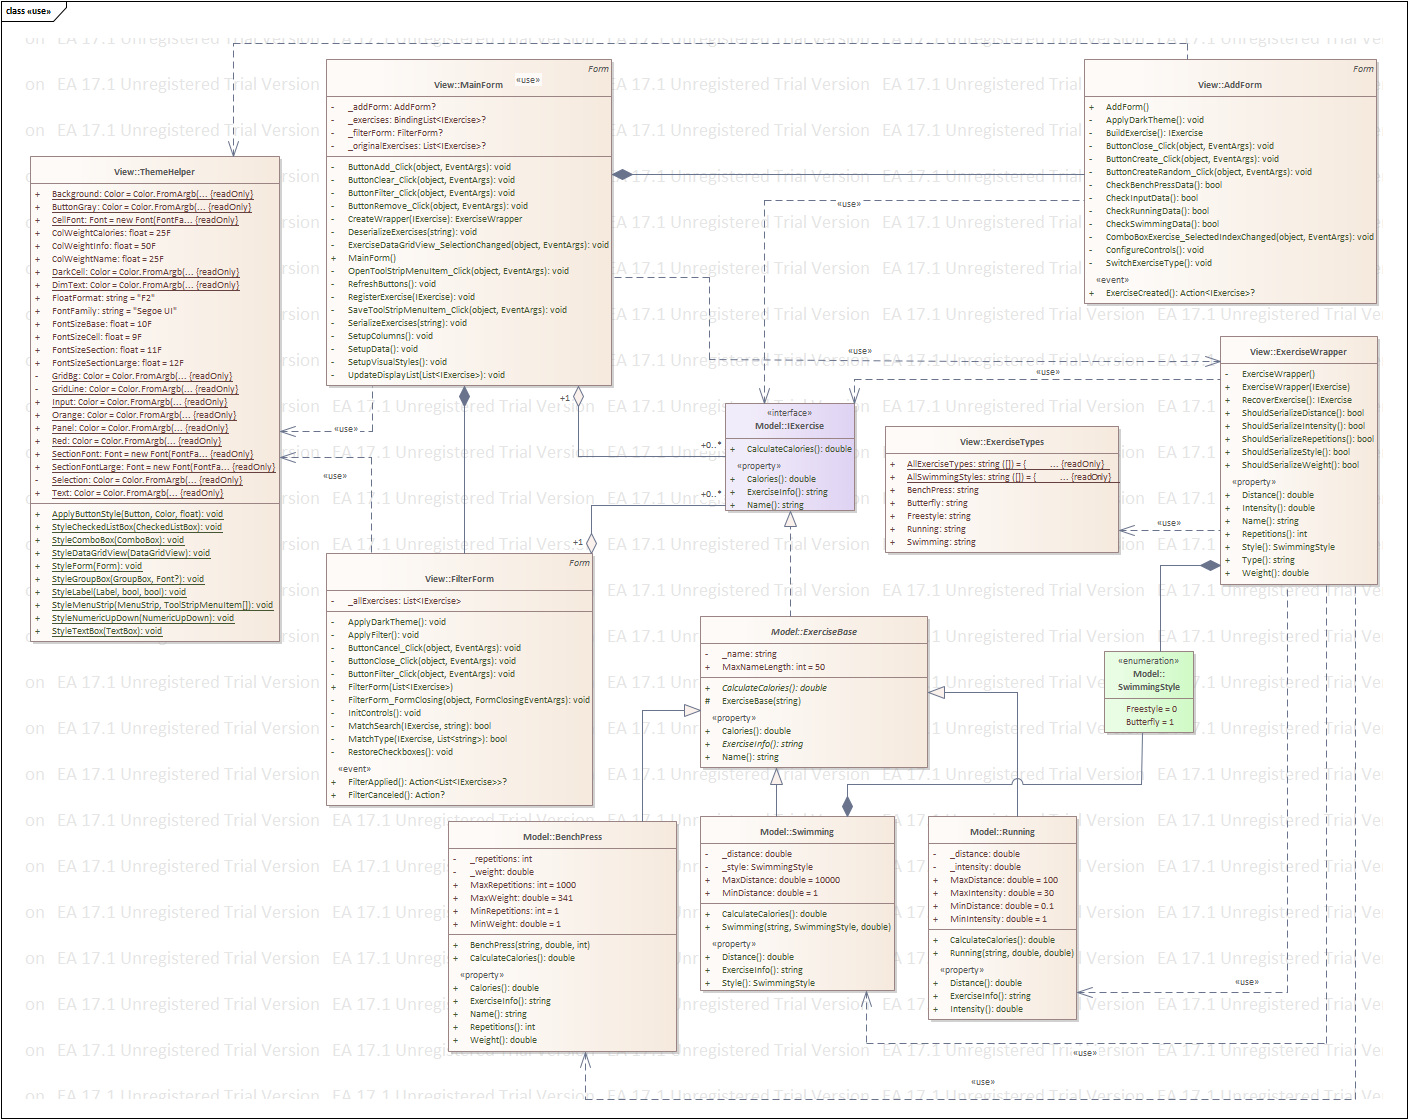 class «use»
EA 17.1 Unregistered Trial Version
«use»
Form
View::MainForm
- _addForm: AddForm?
- _exercises: BindingList<IExercise>?
- _filterForm: FilterForm?
- _originalExercises: List<IExercise>?
- ButtonAdd_Click(object, EventArgs): void
- ButtonClear_Click(object, EventArgs): void
- ButtonFilter_Click(object, EventArgs): void
- ButtonRemove_Click(object, EventArgs): void
- CreateWrapper(IExercise): ExerciseWrapper
- DeserializeExercises(string): void
- ExerciseDataGridView_SelectionChanged(object, EventArgs): void
+ MainForm()
- OpenToolStripMenuItem_Click(object, EventArgs): void
- RefreshButtons(): void
- RegisterExercise(IExercise): void
- SaveToolStripMenuItem_Click(object, EventArgs): void
- SerializeExercises(string): void
- SetupColumns(): void
- SetupData(): void
- SetupVisualStyles(): void
- UpdateDisplayList(List<IExercise>): void
Form
View::AddForm
+ AddForm()
- ApplyDarkTheme(): void
- BuildExercise(): IExercise
- ButtonClose_Click(object, EventArgs): void
- ButtonCreate_Click(object, EventArgs): void
- ButtonCreateRandom_Click(object, EventArgs): void
- CheckBenchPressData(): bool
- CheckInputData(): bool
- CheckRunningData(): bool
- CheckSwimmingData(): bool
- ComboBoxExercise_SelectedIndexChanged(object, EventArgs): void
- ConfigureControls(): void
- SwitchExerciseType(): void
«event»
+ ExerciseCreated(): Action<IExercise>?
View::ThemeHelper
+ Background: Color = Color.FromArgb(... {readOnly}
+ ButtonGray: Color = Color.FromArgb(... {readOnly}
+ CellFont: Font = new Font(FontFa... {readOnly}
+ ColWeightCalories: float = 25F
+ ColWeightInfo: float = 50F
+ ColWeightName: float = 25F
+ DarkCell: Color = Color.FromArgb(... {readOnly}
+ DimText: Color = Color.FromArgb(... {readOnly}
+ FloatFormat: string = "F2"
+ FontFamily: string = "Segoe UI"
+ FontSizeBase: float = 10F
+ FontSizeCell: float = 9F
+ FontSizeSection: float = 11F
+ FontSizeSectionLarge: float = 12F
- GridBg: Color = Color.FromArgb(... {readOnly}
- GridLine: Color = Color.FromArgb(... {readOnly}
+ Input: Color = Color.FromArgb(... {readOnly}
+ Orange: Color = Color.FromArgb(... {readOnly}
+ Panel: Color = Color.FromArgb(... {readOnly}
+ Red: Color = Color.FromArgb(... {readOnly}
+ SectionFont: Font = new Font(FontFa... {readOnly}
+ SectionFontLarge: Font = new Font(FontFa... {readOnly}
- Selection: Color = Color.FromArgb(... {readOnly}
+ Text: Color = Color.FromArgb(... {readOnly}
+ ApplyButtonStyle(Button, Color, float): void
+ StyleCheckedListBox(CheckedListBox): void
+ StyleComboBox(ComboBox): void
+ StyleDataGridView(DataGridView): void
+ StyleForm(Form): void
+ StyleGroupBox(GroupBox, Font?): void
+ StyleLabel(Label, bool, bool): void
+ StyleMenuStrip(MenuStrip, ToolStripMenuItem[]): void
+ StyleNumericUpDown(NumericUpDown): void
+ StyleTextBox(TextBox): void
«use»
«use»
«use»
«use»
«use»
+1
+0..*
+0..*
+1
«interface»
Model::IExercise
+ CalculateCalories(): double
«property»
+ Calories(): double
+ ExerciseInfo(): string
+ Name(): string
View::ExerciseTypes
+ AllExerciseTypes: string ([]) = { ... {readOnly}
+ AllSwimmingStyles: string ([]) = { ... {readOnly}
+ BenchPress: string
+ Butterfly: string
+ Freestyle: string
+ Running: string
+ Swimming: string
«use»
View::ExerciseWrapper
- ExerciseWrapper()
+ ExerciseWrapper(IExercise)
+ RecoverExercise(): IExercise
+ ShouldSerializeDistance(): bool
+ ShouldSerializeIntensity(): bool
+ ShouldSerializeRepetitions(): bool
+ ShouldSerializeStyle(): bool
+ ShouldSerializeWeight(): bool
«property»
+ Distance(): double
+ Intensity(): double
+ Name(): string
+ Repetitions(): int
+ Style(): SwimmingStyle
+ Type(): string
+ Weight(): double
Form
View::FilterForm
- _allExercises: List<IExercise>
- ApplyDarkTheme(): void
- ApplyFilter(): void
- ButtonCancel_Click(object, EventArgs): void
- ButtonClose_Click(object, EventArgs): void
- ButtonFilter_Click(object, EventArgs): void
+ FilterForm(List<IExercise>)
- FilterForm_FormClosing(object, FormClosingEventArgs): void
- InitControls(): void
- MatchSearch(IExercise, string): bool
- MatchType(IExercise, List<string>): bool
- RestoreCheckboxes(): void
«event»
+ FilterApplied(): Action<List<IExercise>>?
+ FilterCanceled(): Action?
Model::ExerciseBase
- _name: string
+ MaxNameLength: int = 50
+ CalculateCalories(): double
# ExerciseBase(string)
«property»
+ Calories(): double
+ ExerciseInfo(): string
+ Name(): string
«enumeration»
Model::
SwimmingStyle
Freestyle = 0
Butterfly = 1
Model::BenchPress
- _repetitions: int
- _weight: double
+ MaxRepetitions: int = 1000
+ MaxWeight: double = 341
+ MinRepetitions: int = 1
+ MinWeight: double = 1
+ BenchPress(string, double, int)
+ CalculateCalories(): double
«property»
+ Calories(): double
+ ExerciseInfo(): string
+ Name(): string
+ Repetitions(): int
+ Weight(): double
Model::Swimming
- _distance: double
- _style: SwimmingStyle
+ MaxDistance: double = 10000
+ MinDistance: double = 1
+ CalculateCalories(): double
+ Swimming(string, SwimmingStyle, double)
«property»
+ Distance(): double
+ ExerciseInfo(): string
+ Style(): SwimmingStyle
Model::Running
- _distance: double
- _intensity: double
+ MaxDistance: double = 100
+ MaxIntensity: double = 30
+ MinDistance: double = 0.1
+ MinIntensity: double = 1
+ CalculateCalories(): double
+ Running(string, double, double)
«property»
+ Distance(): double
+ ExerciseInfo(): string
+ Intensity(): double
«use»
«use»
«use»